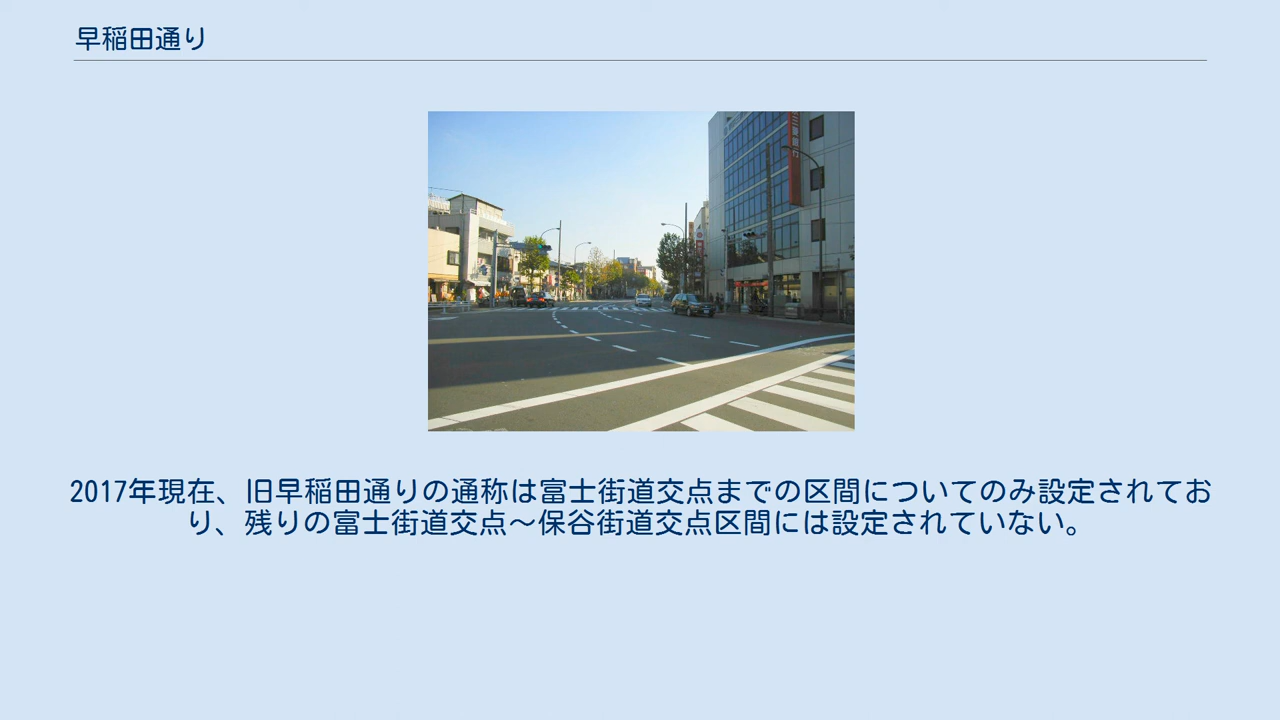 早稲田通り
2017年現在、旧早稲田通りの通称は富士街道交点までの区間についてのみ設定されてお
り、残りの富士街道交点～保谷街道交点区間には設定されていない。